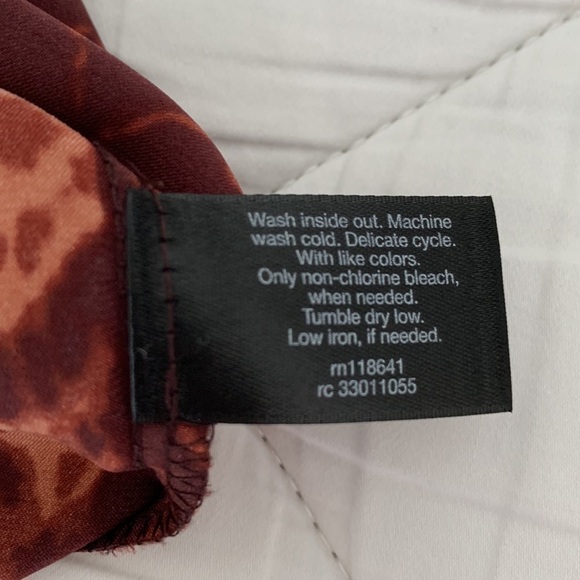 Wash inside out. Machine
wash cold. Delicate cycle.
With like colors.
Only non-chlorine bleach,
when needed.
Tumble dry low.
Low iron, if needed.
rn118641
rc 33011055